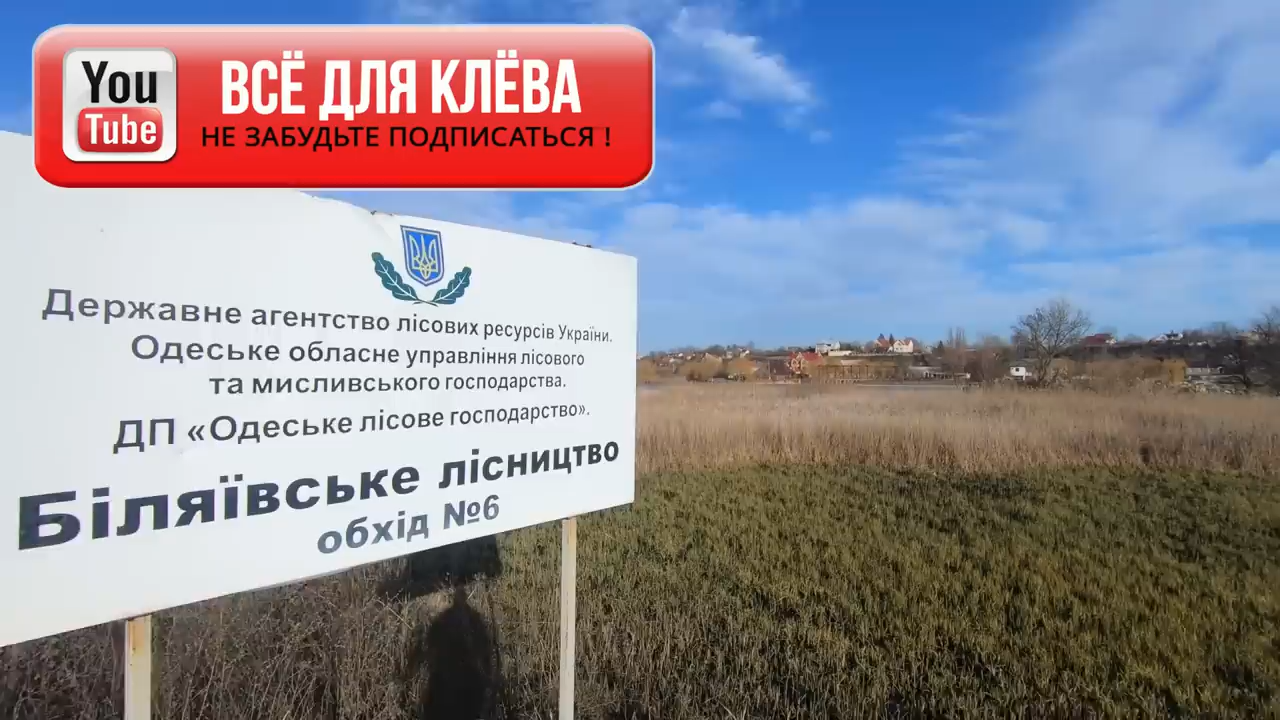 You
Tube
ВСЁ ДЛЯ КЛЁВА
НЕ ЗАБУДЬТЕ ПОДПИСАТЬСЯ !
Державне агентство лісових ресурсів України.
Одеське обласне управління лісового
та мисливського господарства.
ДП «Одеське лісове господарство».
Біляївське лісництво
обхід №6